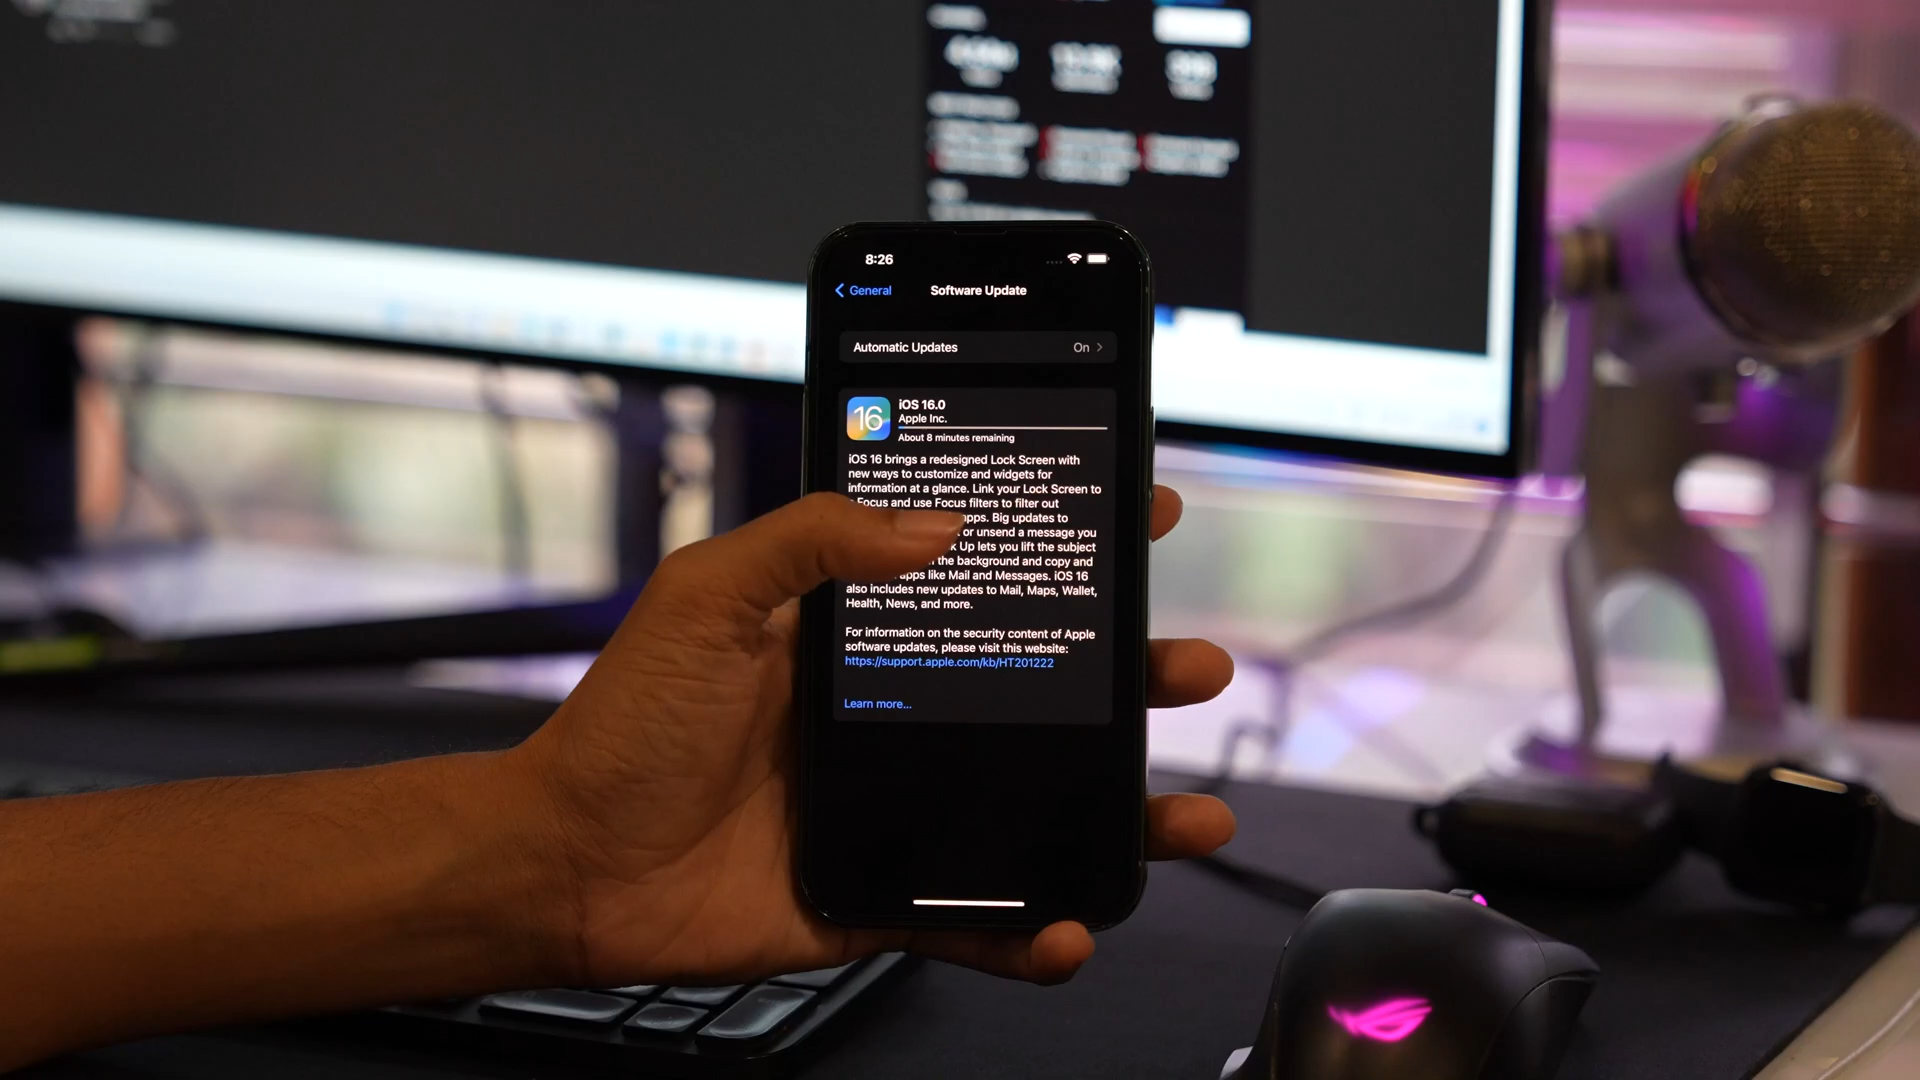 8:26
General
Software Update
Automatic Updates
On
16
iOS 16.0
Apple Inc.
About 8 minutes remaining
iOS 16 brings a redesigned Lock Screen with
new ways to customize and widgets for
information at a glance. Link your Lock Screen to
Focus and use Focus filters to filter out
apps. Big updates to
or unsend a message you
Up lets you lift the subject
the background and copy and
apps like Mail and Messages. iOS 16
also includes new updates to Mail, Maps, Wallet,
Health, News, and more.
For information on the security content of Apple
software updates, please visit this website:
https://support.apple.com/kb/HT201222
Learn more...